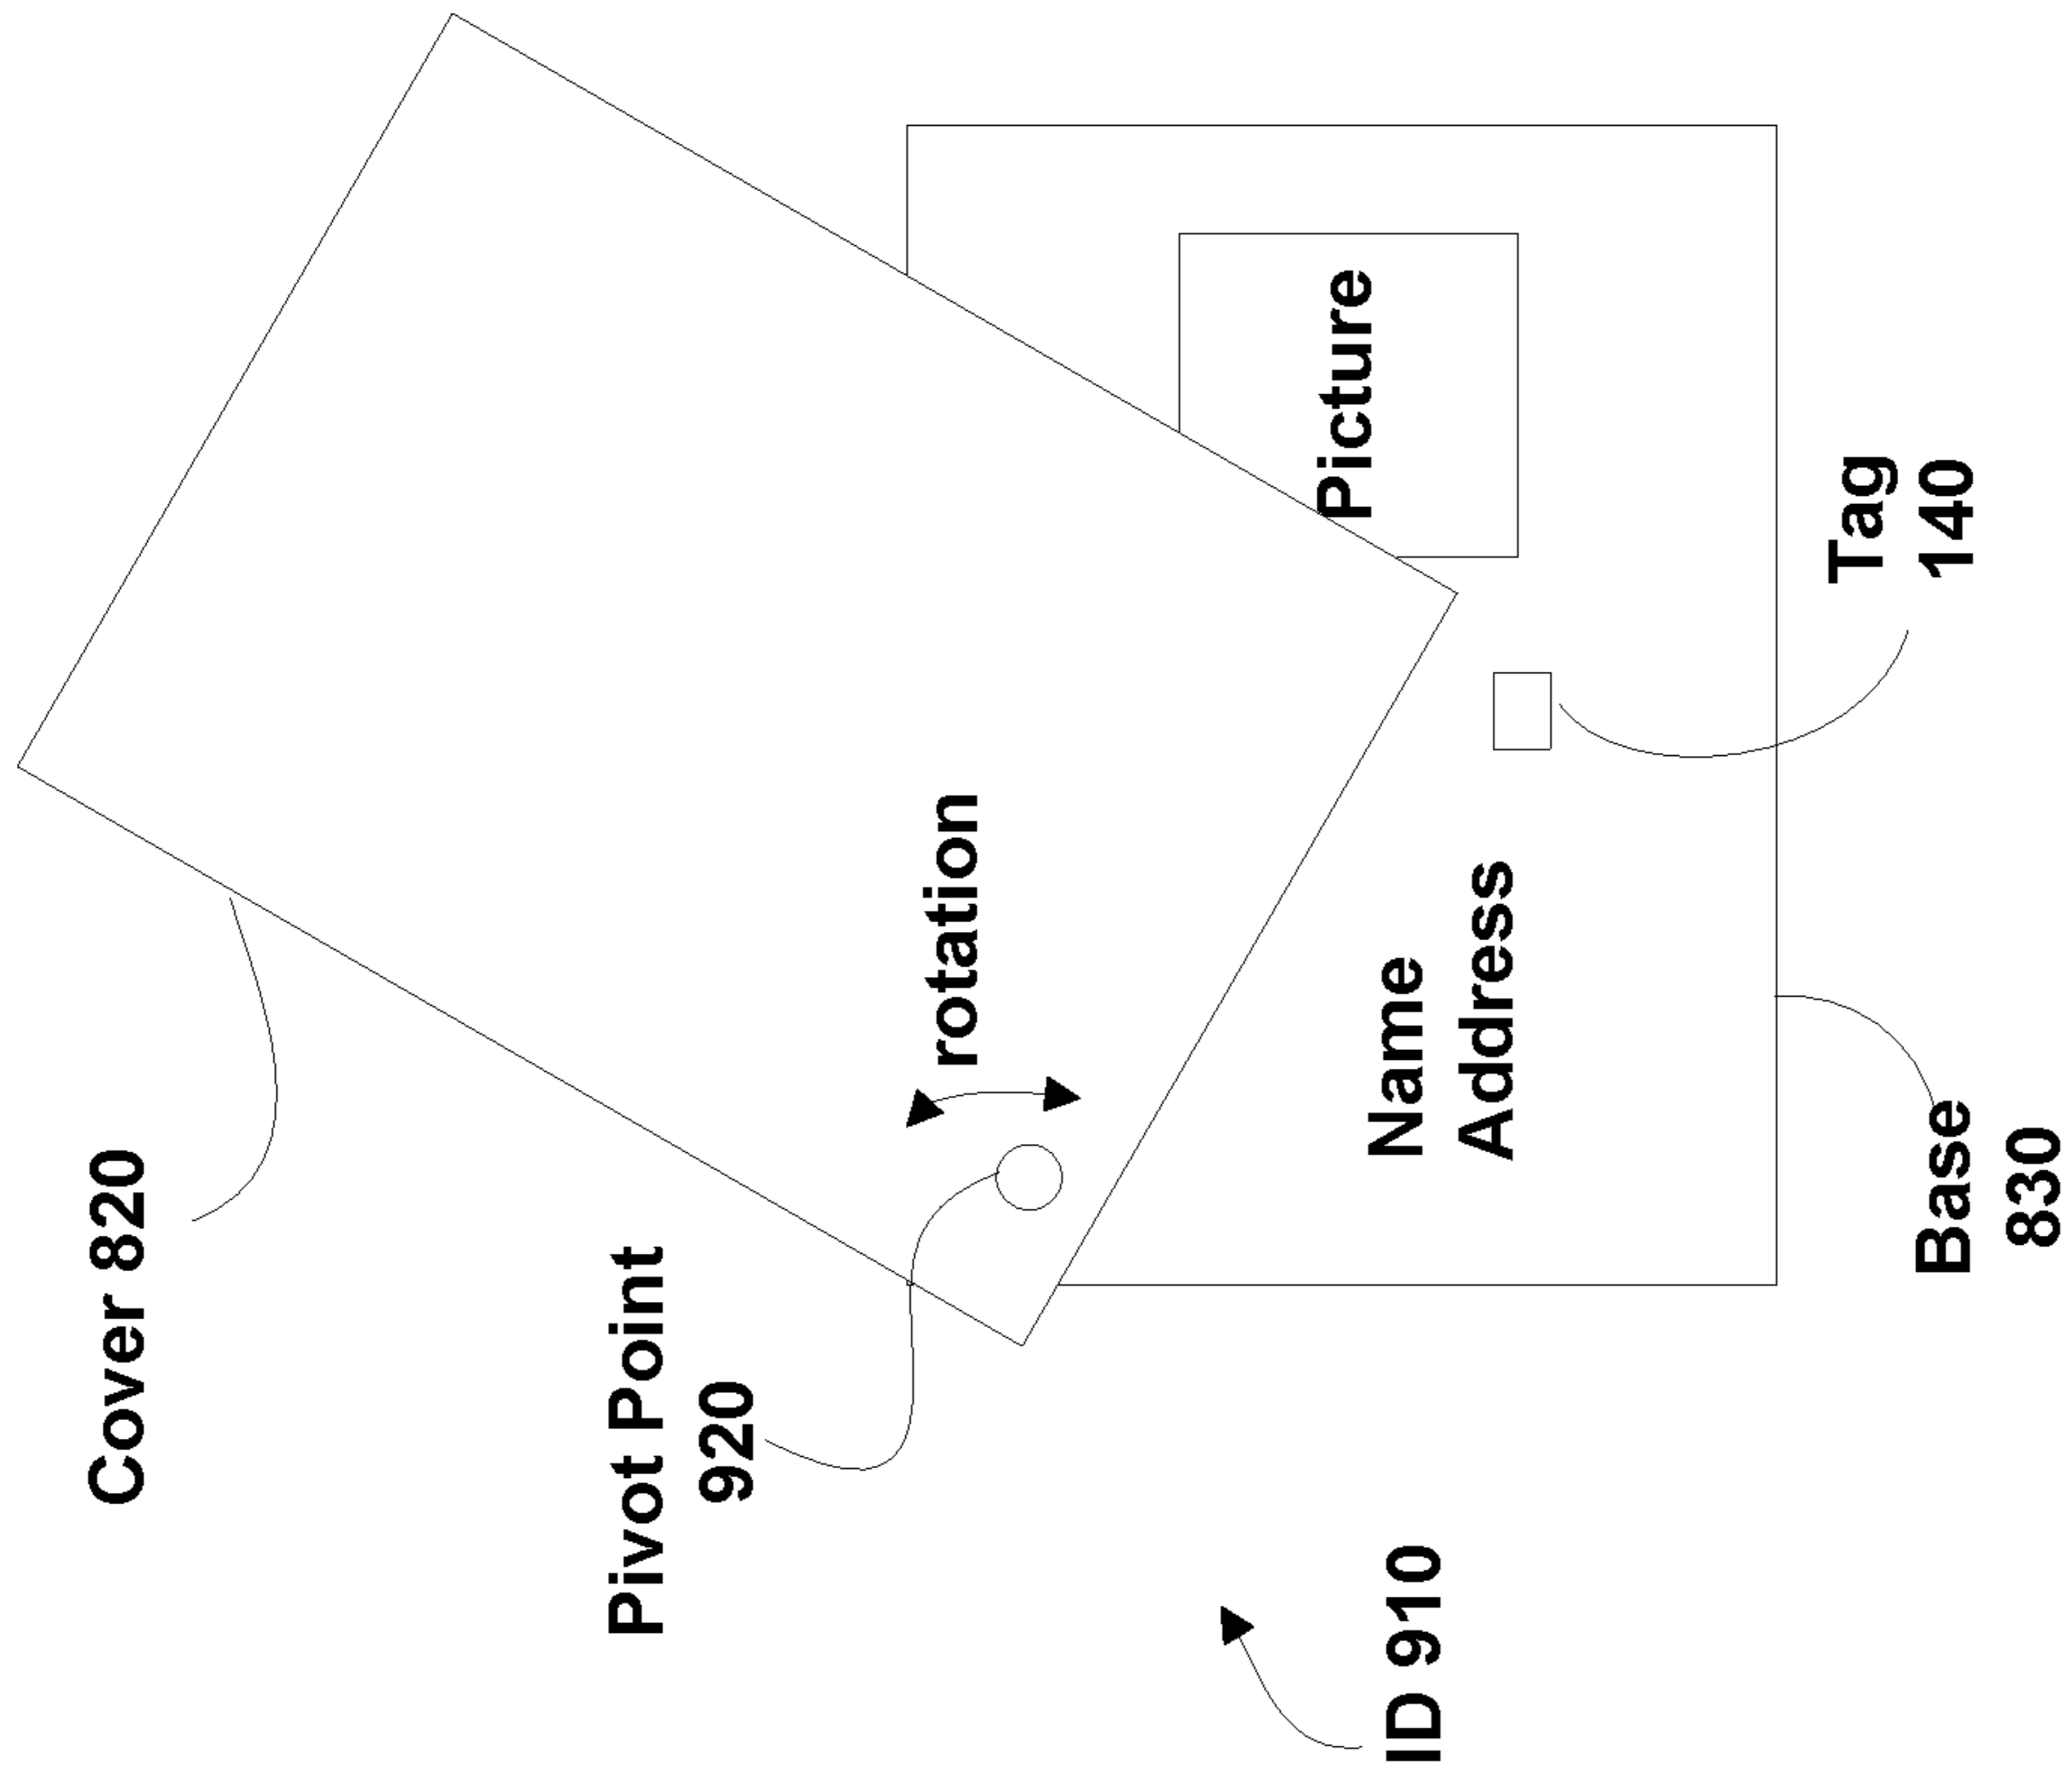 Cover 820
Pivot Point
920
rotation
ID 910
Picture
Name
Address
Tag
140
Base
830